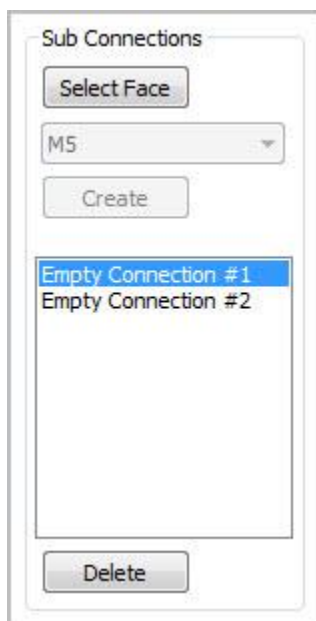 Sub Connections
Select Face
M5
Create
Empty Connection #1
Empty Connection #2
Delete